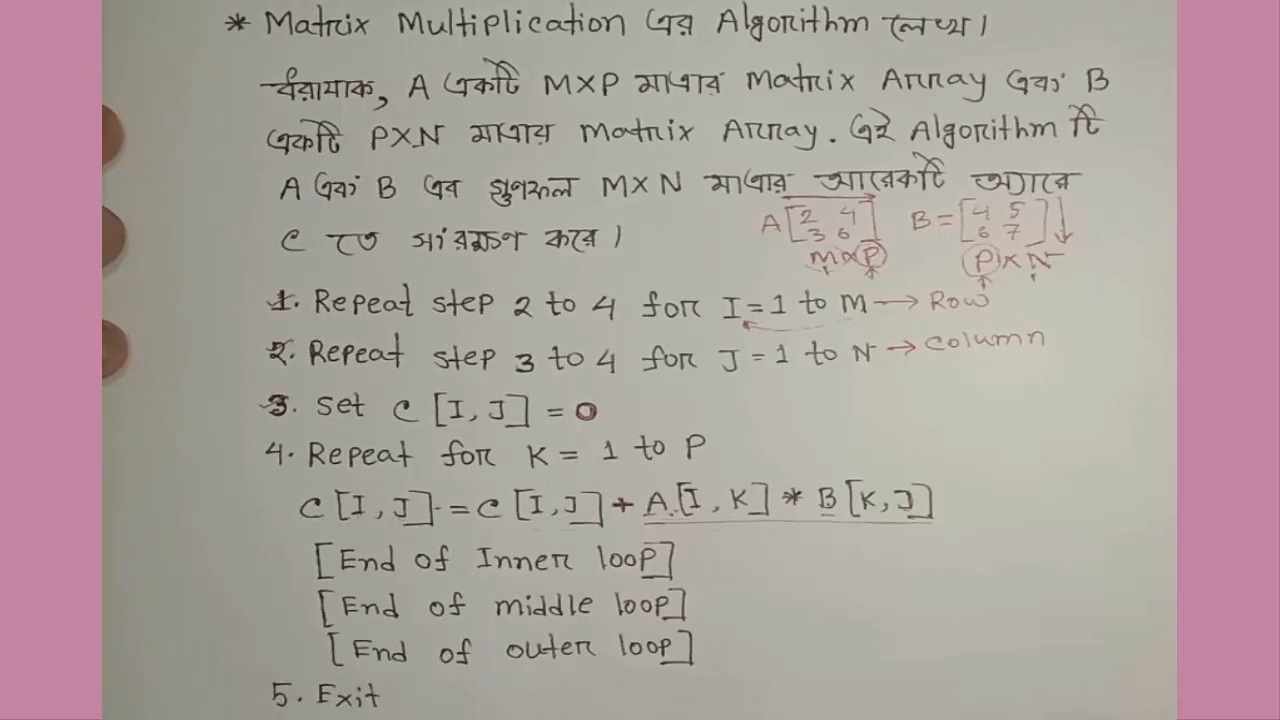 * Matrix Multiplication এর Algorithm লেখ।
ধরাযাক, A একটি M×P মাত্রার Matrix Array এবং B
একটি P×N মাত্রার Matrix Array. এই Algorithm টি
A এবং B এর গুণফল M×N মাত্রার আরেকটি অ্যারে
C তে সংরক্ষণ করে।
A [2 4
3 6]
B = [4 5
6 7]
M×P
P×N
1. Repeat step 2 to 4 for I = 1 to M → Row
2. Repeat step 3 to 4 for J = 1 to N → Column
3. Set C [I, J] = 0
4. Repeat for K = 1 to P
C [I, J] = C [I, J] + A [I, K] * B [K, J]
[End of Inner loop]
[End of middle loop]
[End of outer loop]
5. Exit